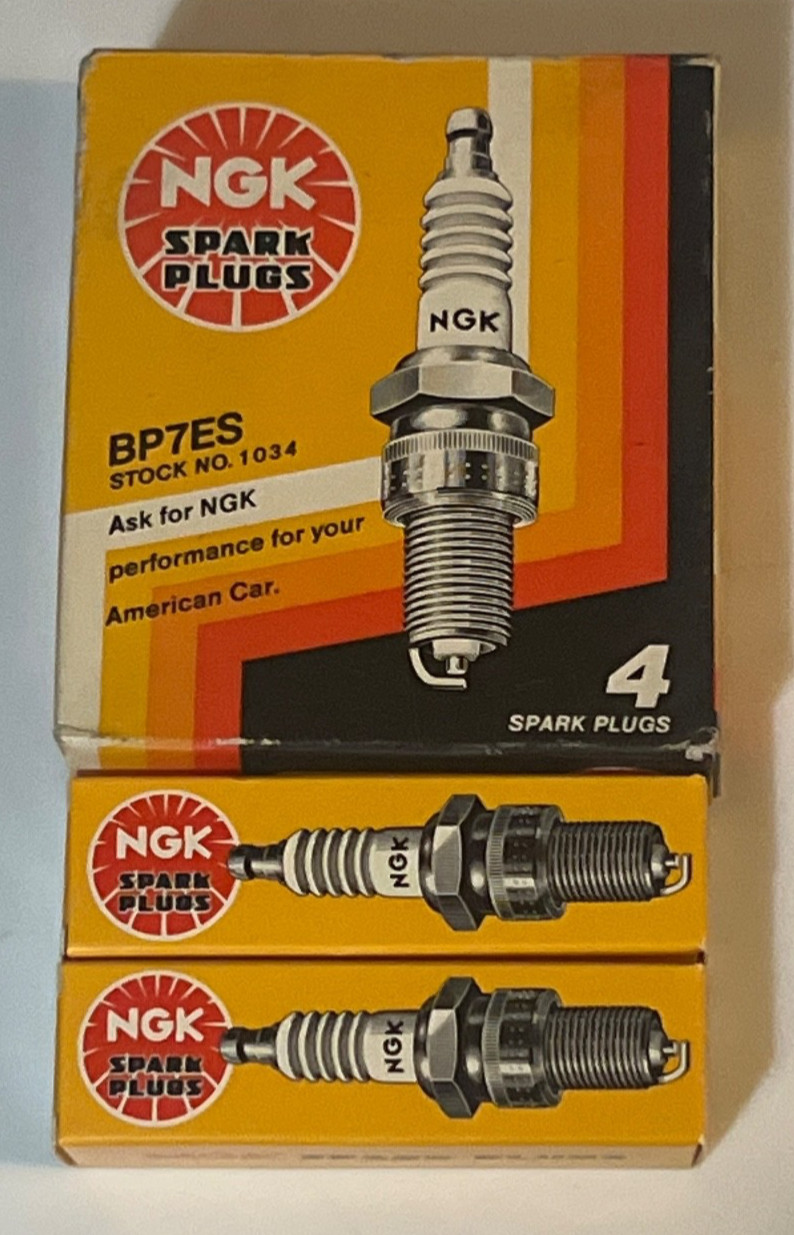 NGK
SPARK
PLUGS
NGK
BP7ES
STOCK NO. 1034
Ask for NGK
performance for your
American Car.
4
SPARK PLUGS
NGK
SPARK
PLUGS
NGK
NGK
SPARK
PLUGS
NGK